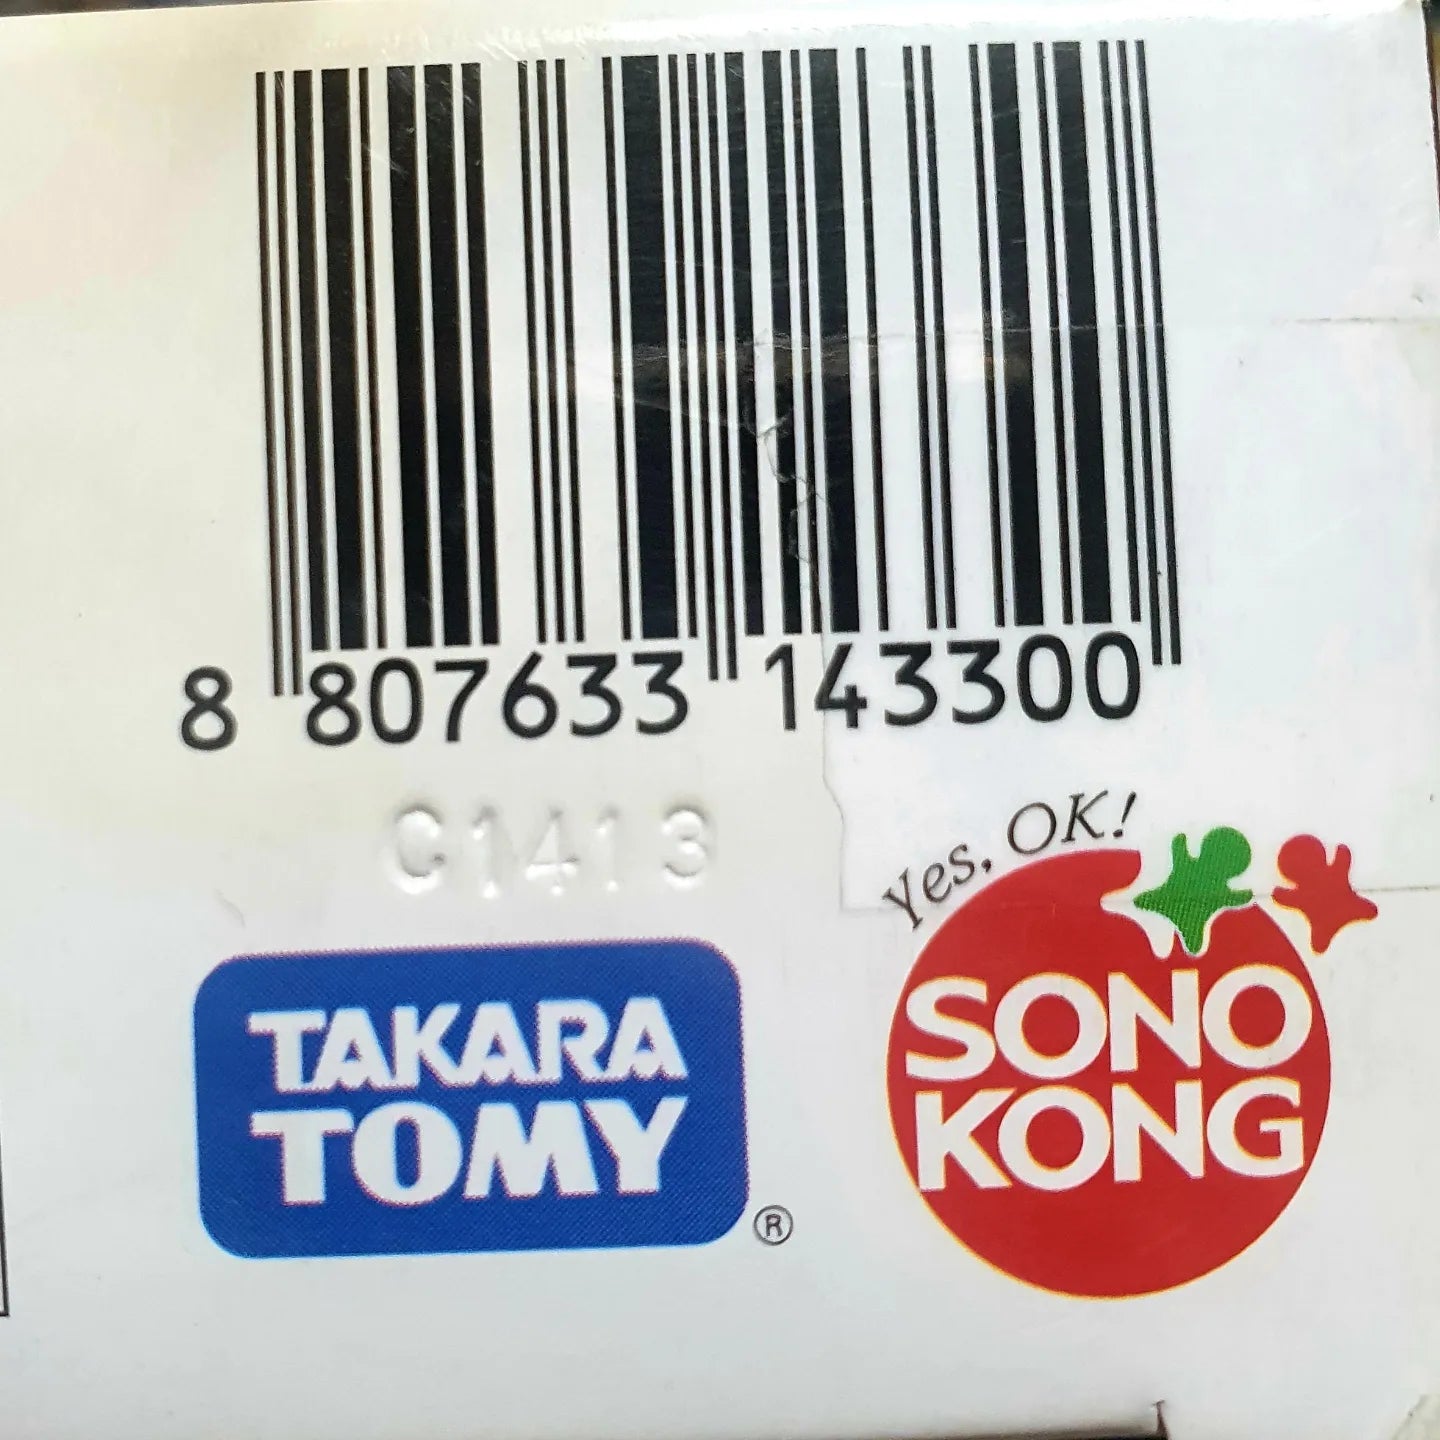 8 807633 143300
C1413
Yes, OK!
TAKARA
TOMY
®
SONO
KONG